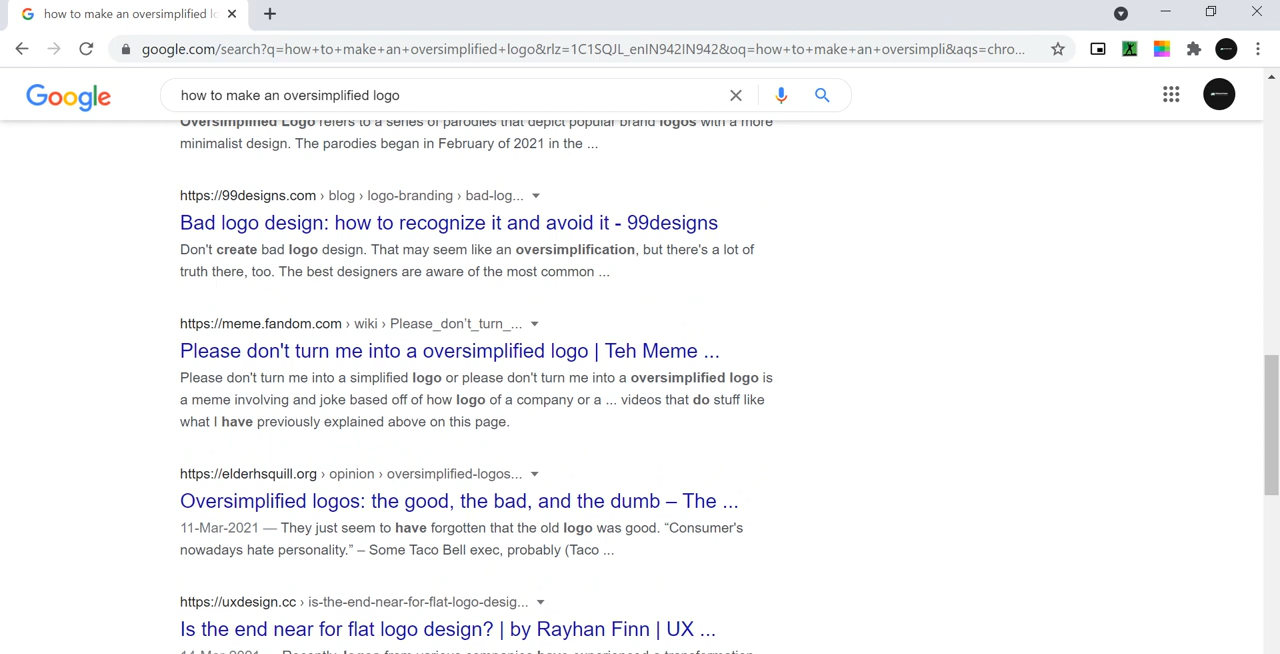 how to make an oversimplified lo
google.com/search?q=how+to+make+an+oversimplified+logo&rlz=1C1SQJL_enIN942IN942&oq=how+to+make+an+oversimpli&aqs=chro...
Google
how to make an oversimplified logo
Oversimplified Logo refers to a series of parodies that depict popular brand logos with a more
minimalist design. The parodies began in February of 2021 in the ...
https://99designs.com › blog › logo-branding › bad-log...
Bad logo design: how to recognize it and avoid it - 99designs
Don't create bad logo design. That may seem like an oversimplification, but there's a lot of
truth there, too. The best designers are aware of the most common ...
https://meme.fandom.com › wiki › Please_don't_turn_...
Please don't turn me into a oversimplified logo | Teh Meme ...
Please don't turn me into a simplified logo or please don't turn me into a oversimplified logo is
a meme involving and joke based off of how logo of a company or a ... videos that do stuff like
what I have previously explained above on this page.
https://elderhsquill.org › opinion › oversimplified-logos...
Oversimplified logos: the good, the bad, and the dumb – The ...
11-Mar-2021 — They just seem to have forgotten that the old logo was good. “Consumer's
nowadays hate personality.” – Some Taco Bell exec, probably (Taco ...
https://uxdesign.cc › is-the-end-near-for-flat-logo-desig...
Is the end near for flat logo design? | by Rayhan Finn | UX ...
14-Mar-2021 — Recently, logos from various companies have experienced a transformation